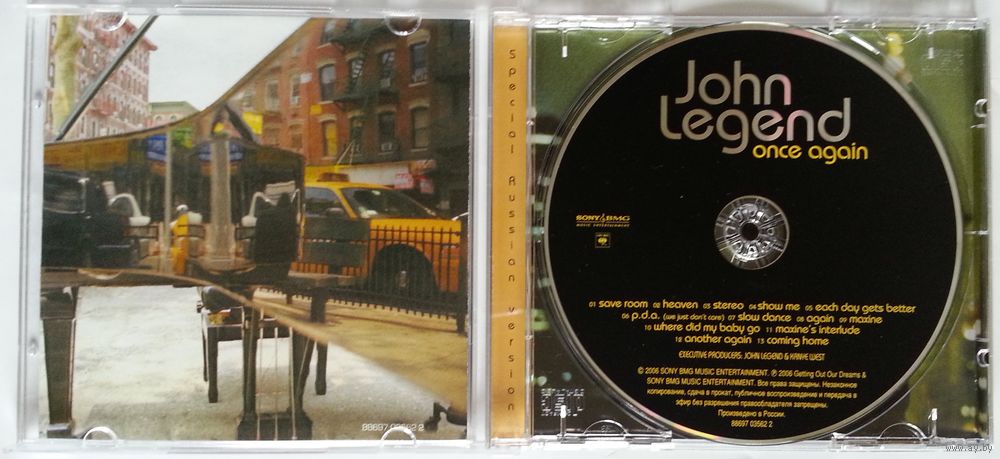 88697 03562 2
Special Russian version
John
Legend
once again
SONY BMG
MUSIC ENTERTAINMENT
01 save room 02 heaven 03 stereo 04 show me 05 each day gets better
06 p.d.a. (we just don't care) 07 slow dance 08 again 09 maxine
10 where did my baby go 11 maxine's interlude
12 another again 13 coming home
EXECUTIVE PRODUCERS: JOHN LEGEND & KANYE WEST
© 2006 SONY BMG MUSIC ENTERTAINMENT. ℗ 2006 Getting Out Our Dreams &
SONY BMG MUSIC ENTERTAINMENT. Все права защищены. Незаконное
копирование, сдача в прокат, публичное воспроизведение и передача в
эфир без разрешения правообладателя запрещены.
Произведено в России.
88697 03562 2
www.ay.by